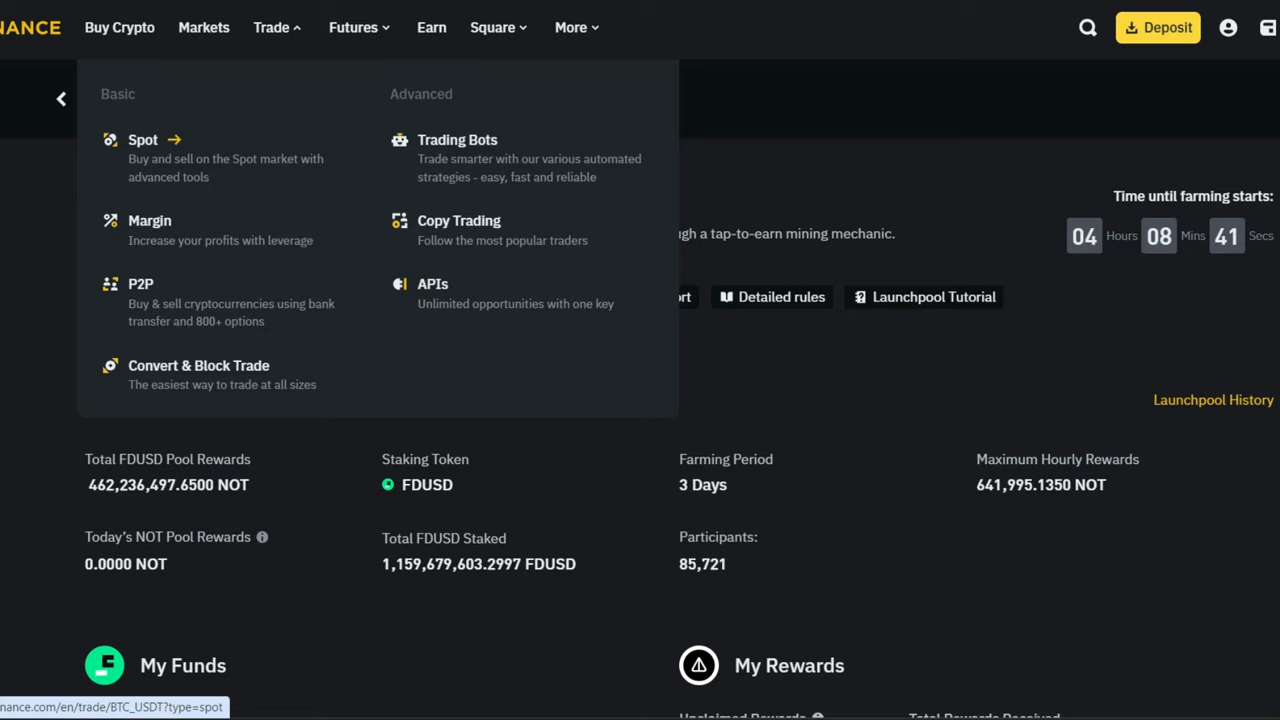 NANCE Buy Crypto Markets Trade Futures Earn Square More Deposit
Basic Advanced
Spot → Trading Bots
Buy and sell on the Spot market with Trade smarter with our various automated
advanced tools strategies - easy, fast and reliable
Time until farming starts:
Margin Copy Trading
Increase your profits with leverage Follow the most popular traders
ugh a tap-to-earn mining mechanic. 04 Hours 08 Mins 41 Secs
P2P APIs
Buy & sell cryptocurrencies using bank Unlimited opportunities with one key
transfer and 800+ options
ort Detailed rules Launchpool Tutorial
Convert & Block Trade
The easiest way to trade at all sizes
Launchpool History
Total FDUSD Pool Rewards Staking Token Farming Period Maximum Hourly Rewards
462,236,497.6500 NOT FDUSD 3 Days 641,995.1350 NOT
Today's NOT Pool Rewards Total FDUSD Staked Participants:
0.0000 NOT 1,159,679,603.2997 FDUSD 85,721
My Funds My Rewards
nance.com/en/trade/BTC_USDT?type=spot
Unclaimed Rewards Total Rewards Received